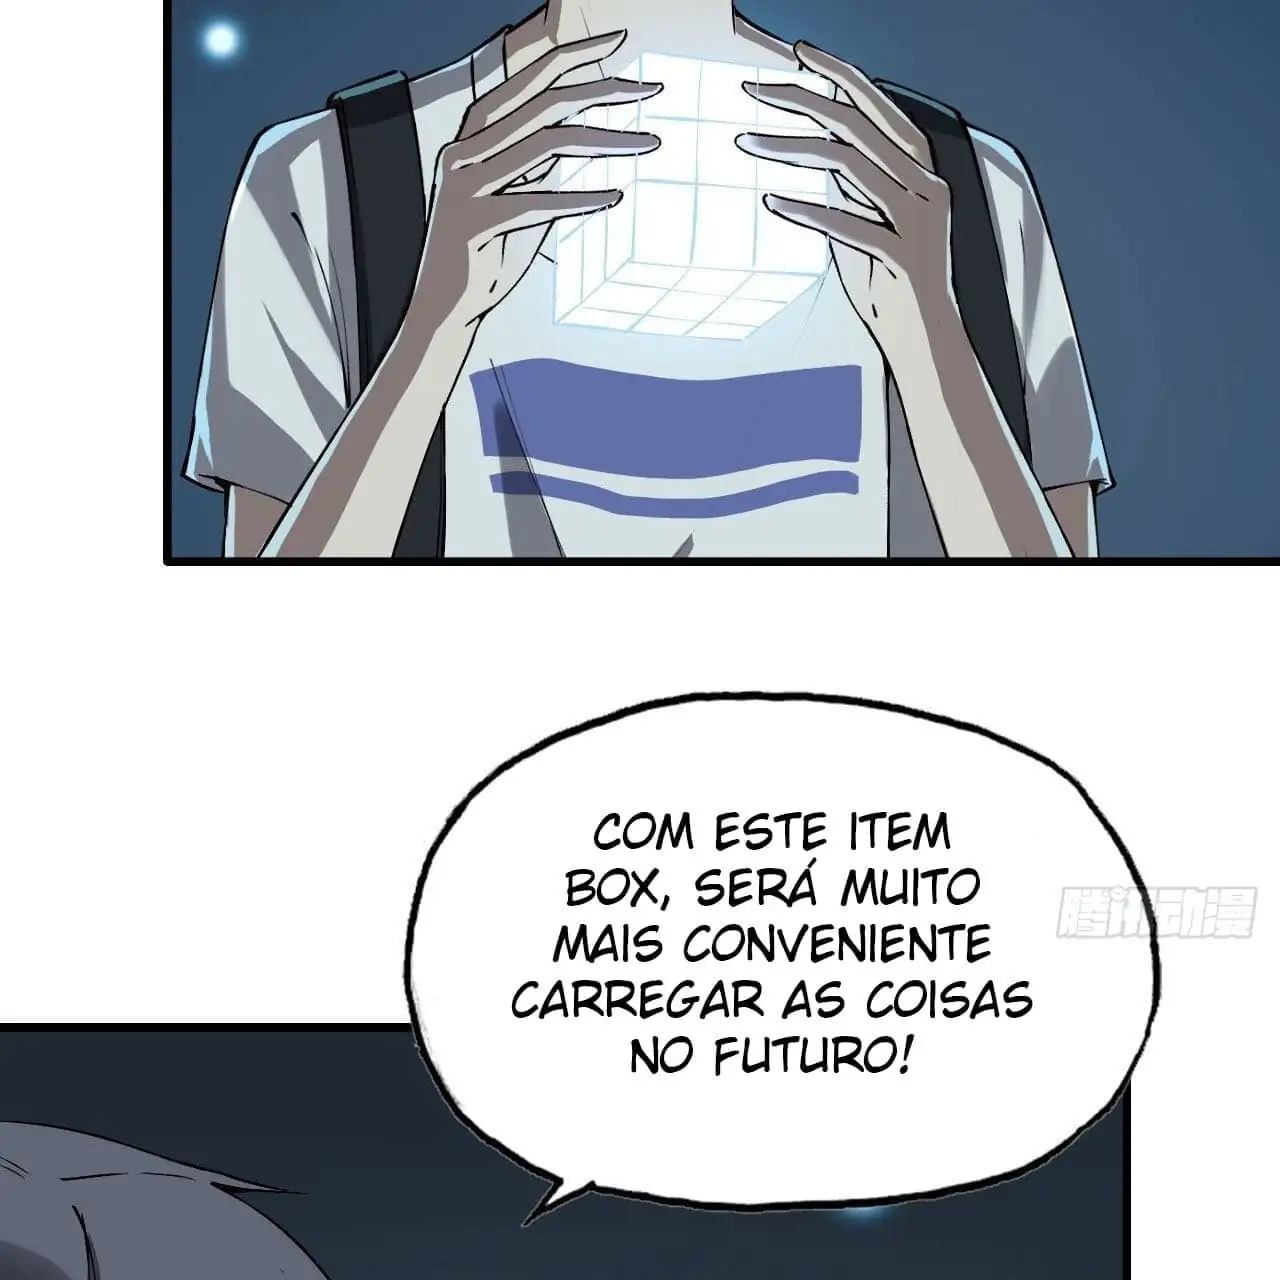 COM ESTE ITEM
BOX, SERÁ MUITO
MAIS CONVENIENTE
CARREGAR AS COISAS
NO FUTURO!
腾讯动漫